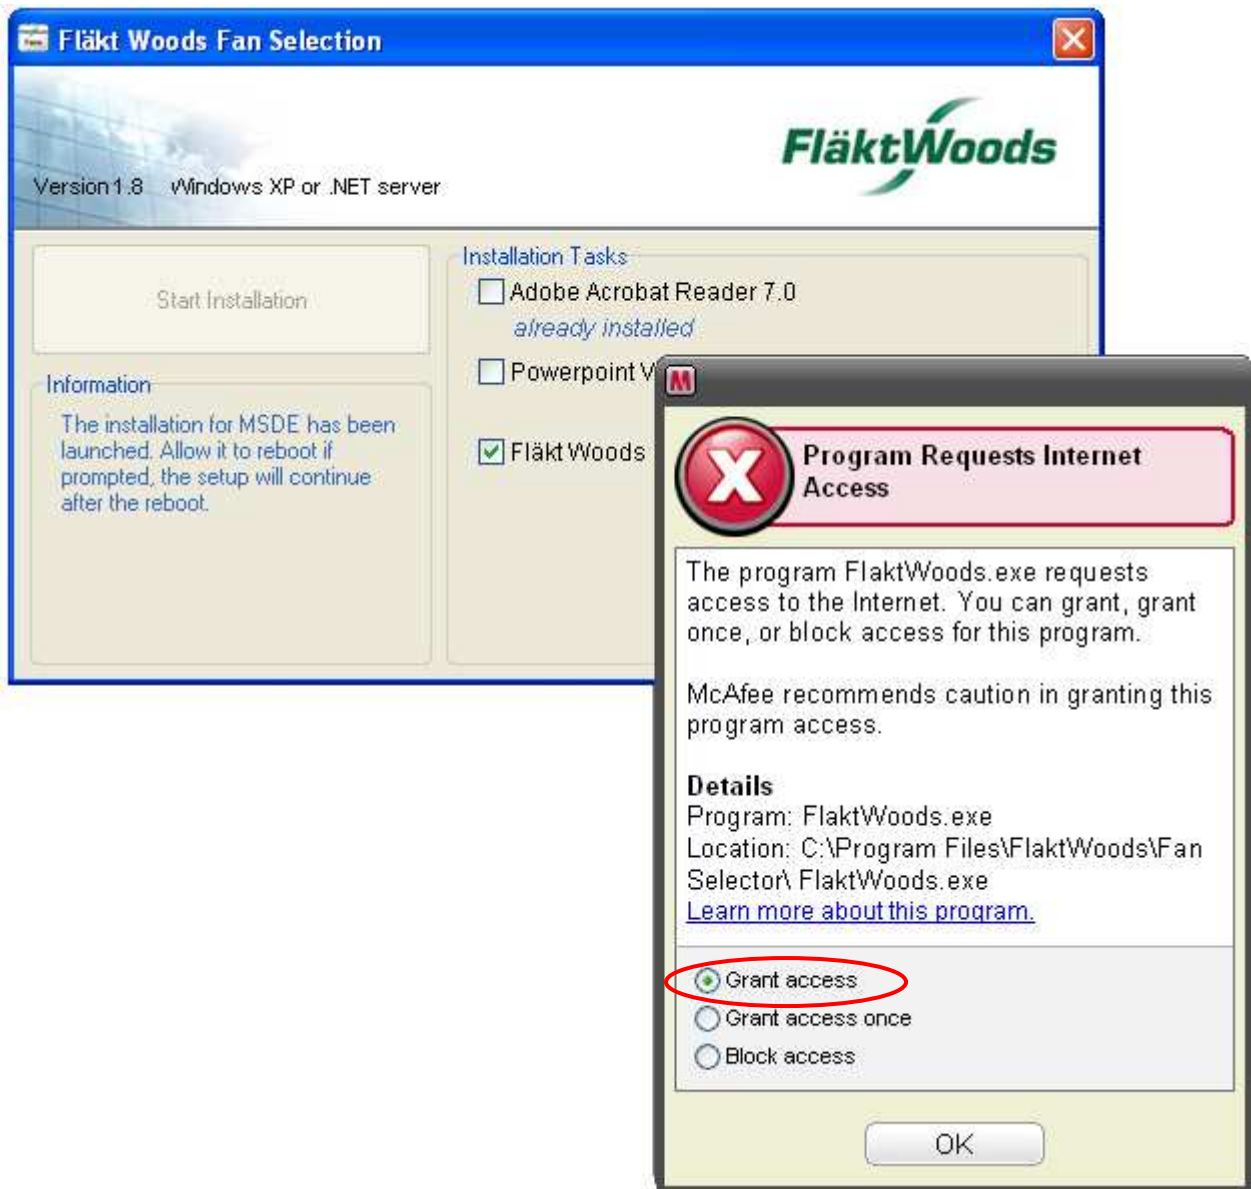 Fläkt Woods Fan Selection
FläktWoods
Version 1.8 Windows XP or .NET server
Start Installation
Information
The installation for MSDE has been
launched. Allow it to reboot if
prompted, the setup will continue
after the reboot.
Installation Tasks
Adobe Acrobat Reader 7.0
already installed
Powerpoint V
Fläkt Woods
M
Program Requests Internet
Access
The program FlaktWoods.exe requests
access to the Internet. You can grant, grant
once, or block access for this program.
McAfee recommends caution in granting this
program access.
Details
Program: FlaktWoods.exe
Location: C:\Program Files\FlaktWoods\Fan
Selector\ FlaktWoods.exe
Learn more about this program.
Grant access
Grant access once
Block access
OK